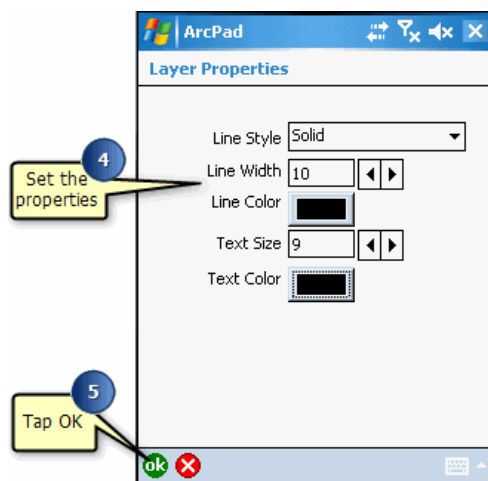 ArcPad
Layer Properties
Line Style Solid
4
Set the
properties
Line Width 10
Line Color
Text Size 9
Text Color
5
Tap OK
ok